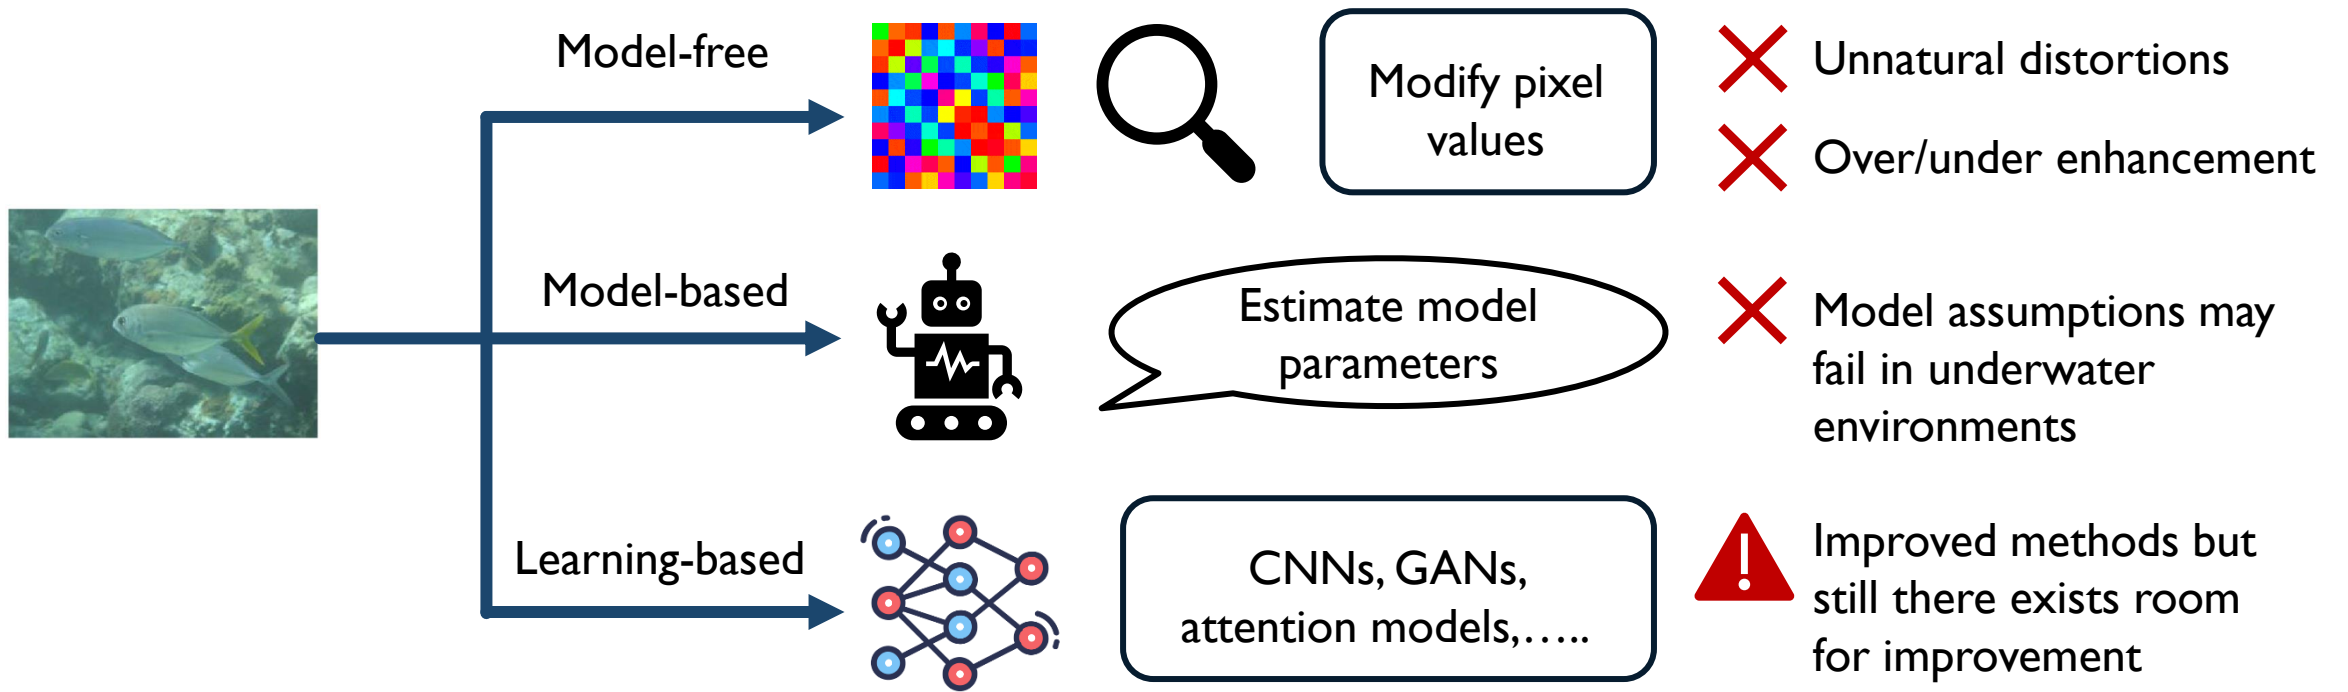 Model-free
Modify pixel
values
Unnatural distortions
Over/under enhancement
Model-based
Estimate model
parameters
Model assumptions may
fail in underwater
environments
Learning-based
CNNs, GANs,
attention models,.....
Improved methods but
still there exists room
for improvement